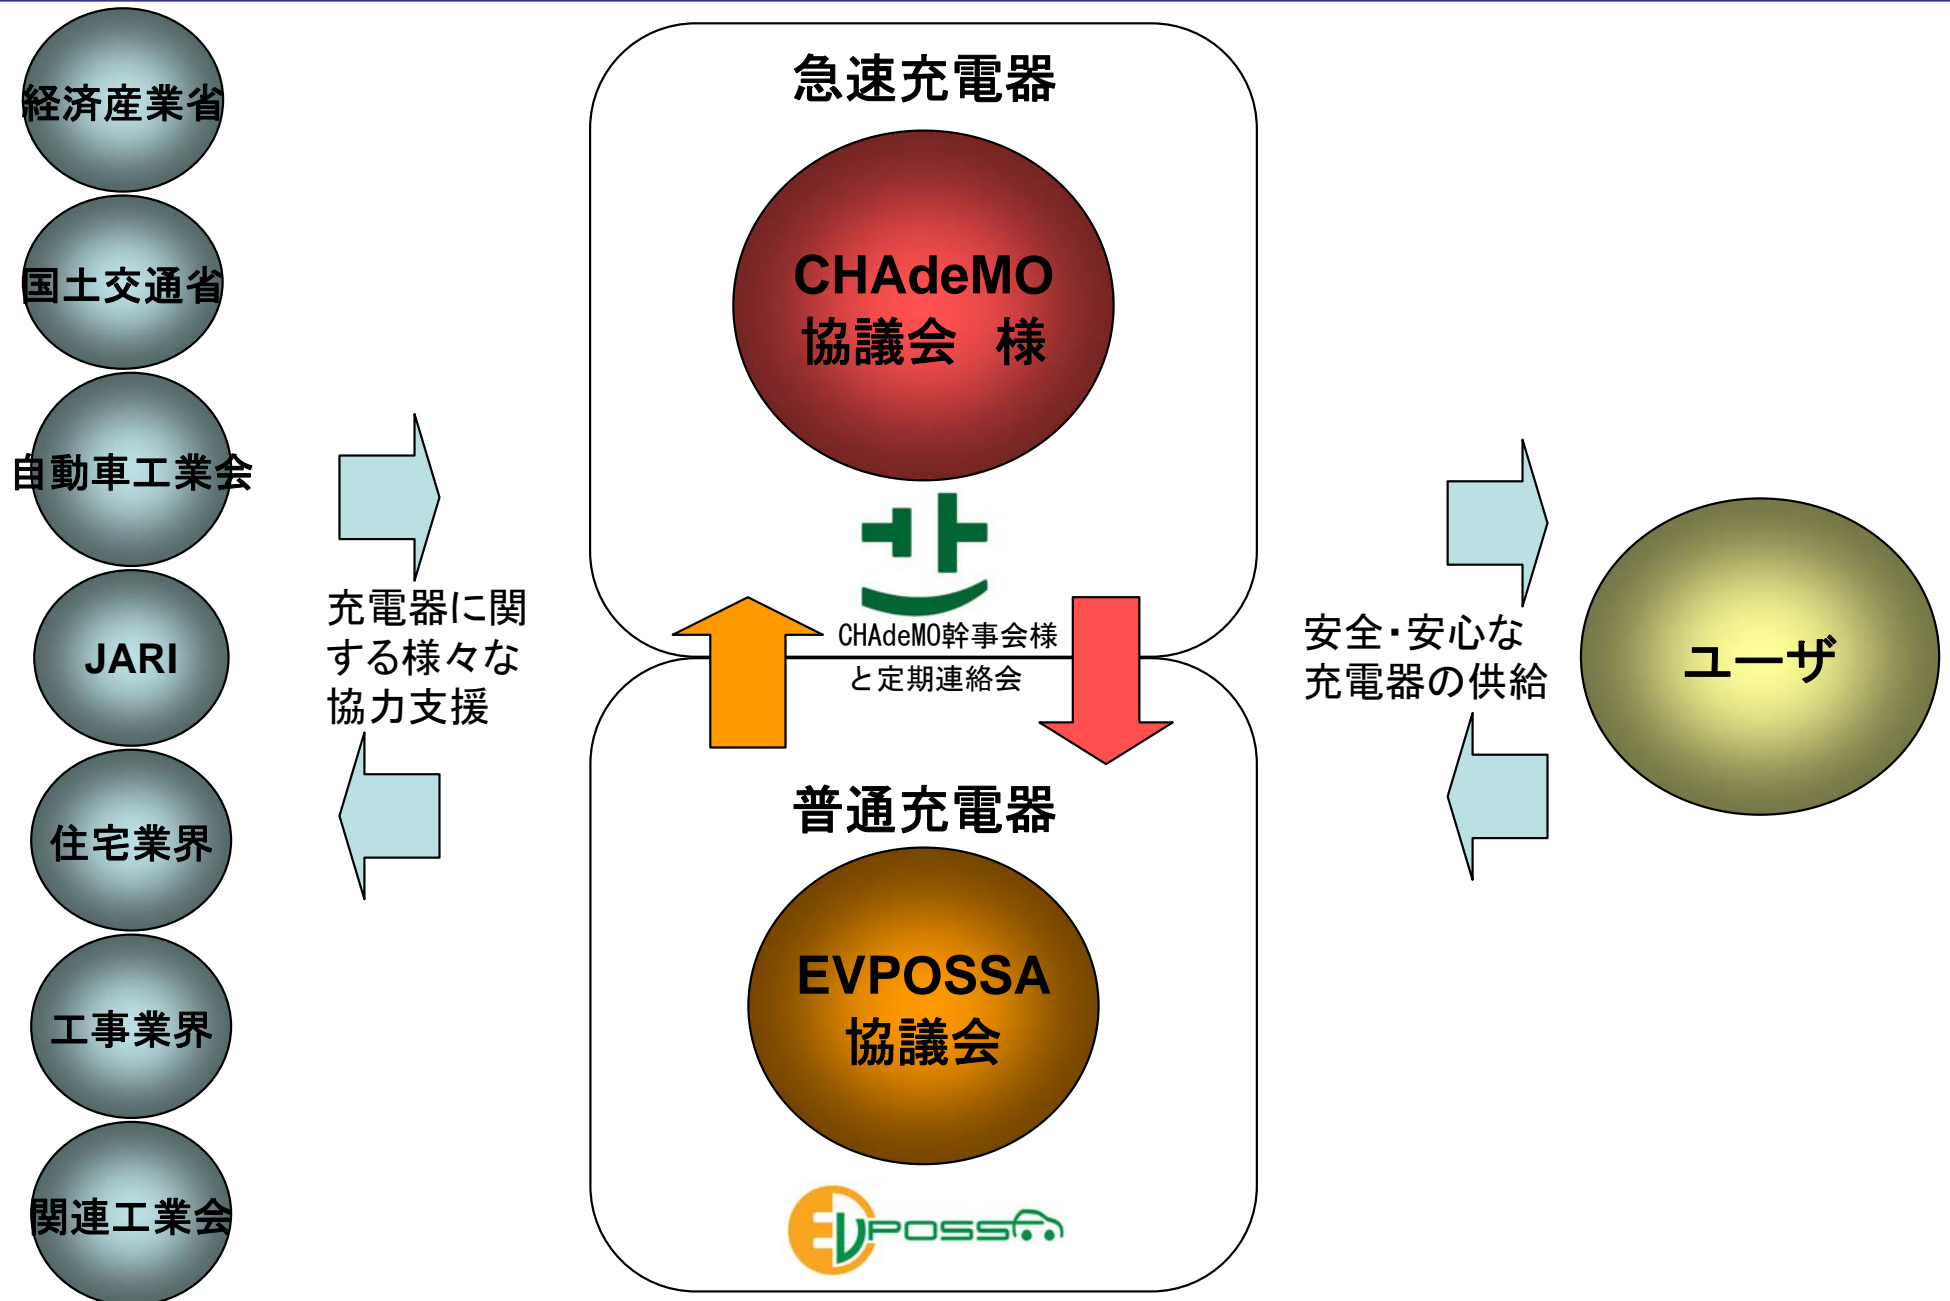 経済産業省
国土交通省
自動車工業会
JARI
住宅業界
工事業界
関連工業会
充電器に関
する様々な
協力支援
急速充電器
CHAdeMO
協議会 様
CHAdeMO幹事会様
と定期連絡会
普通充電器
EVPOSSA
協議会
EVPOSSA
安全・安心な
充電器の供給
ユーザ